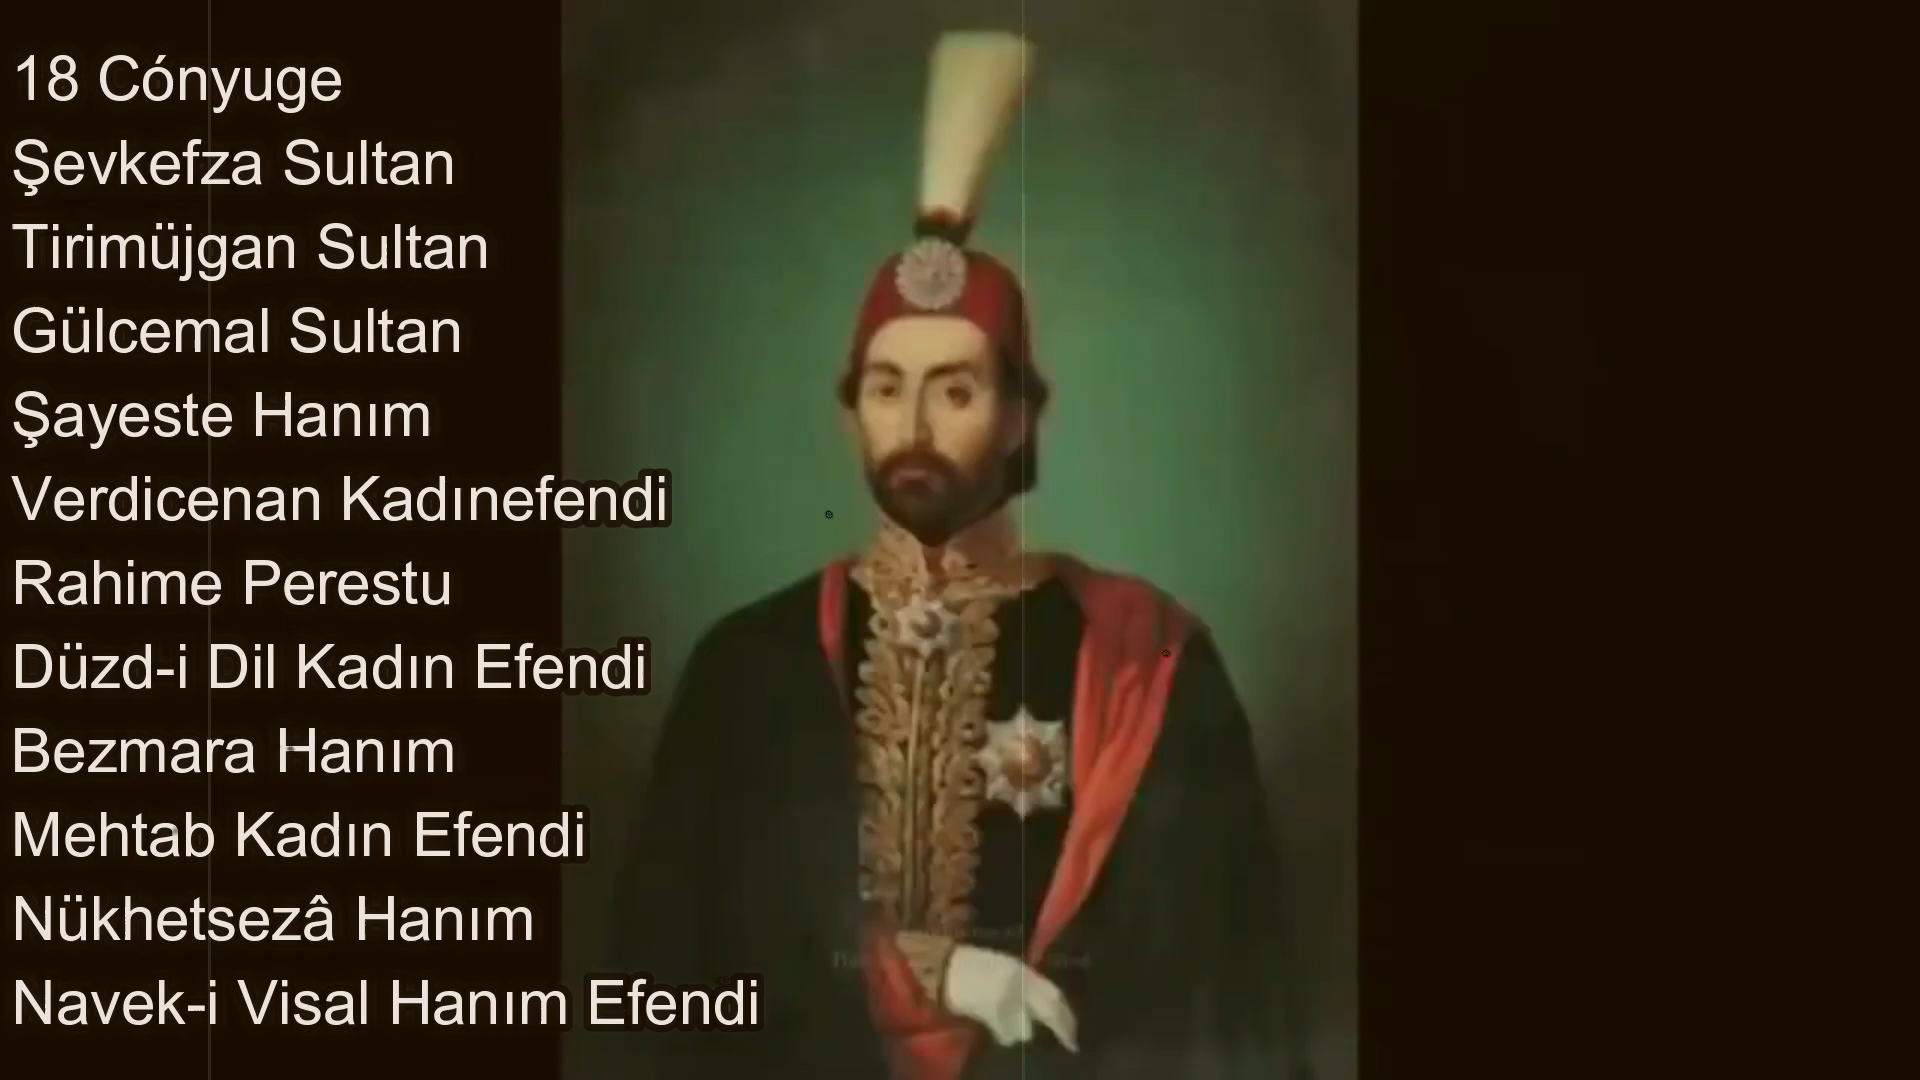 18 Cónyuge
Şevkefza Sultan
Tirimüjgan Sultan
Gülcemal Sultan
Şayeste Hanım
Verdicenan Kadınefendi
Rahime Perestu
Düzd-i Dil Kadın Efendi
Bezmara Hanım
Mehtab Kadın Efendi
Nükhetsezâ Hanım
Navek-i Visal Hanım Efendi